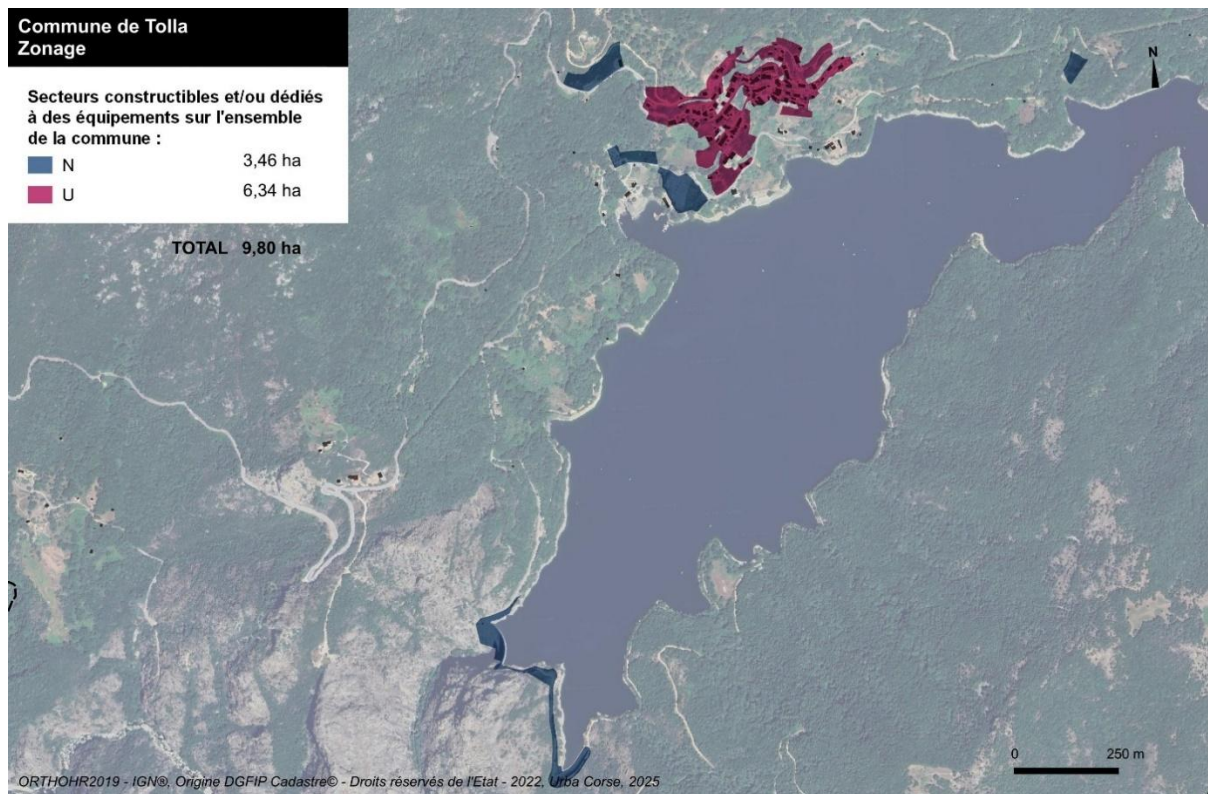 Commune de Tolla
Zonage
Secteurs constructibles et/ou dédiés
à des équipements sur l'ensemble
de la commune :
N 3,46 ha
U 6,34 ha
TOTAL 9,80 ha
N
0 250 m
ORTHOHR2019 - IGN®, Origine DGFIP Cadastre© - Droits réservés de l'Etat - 2022, Urba Corse, 2025